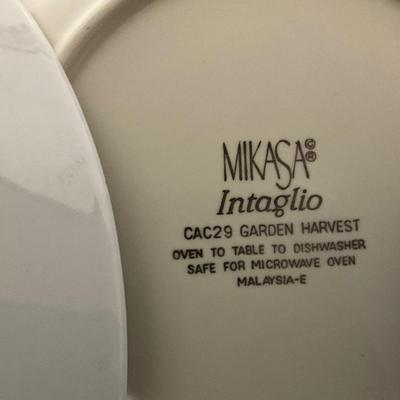 MIKASA©®
Intaglio
CAC29 GARDEN HARVEST
OVEN TO TABLE TO DISHWASHER
SAFE FOR MICROWAVE OVEN
MALAYSIA-E